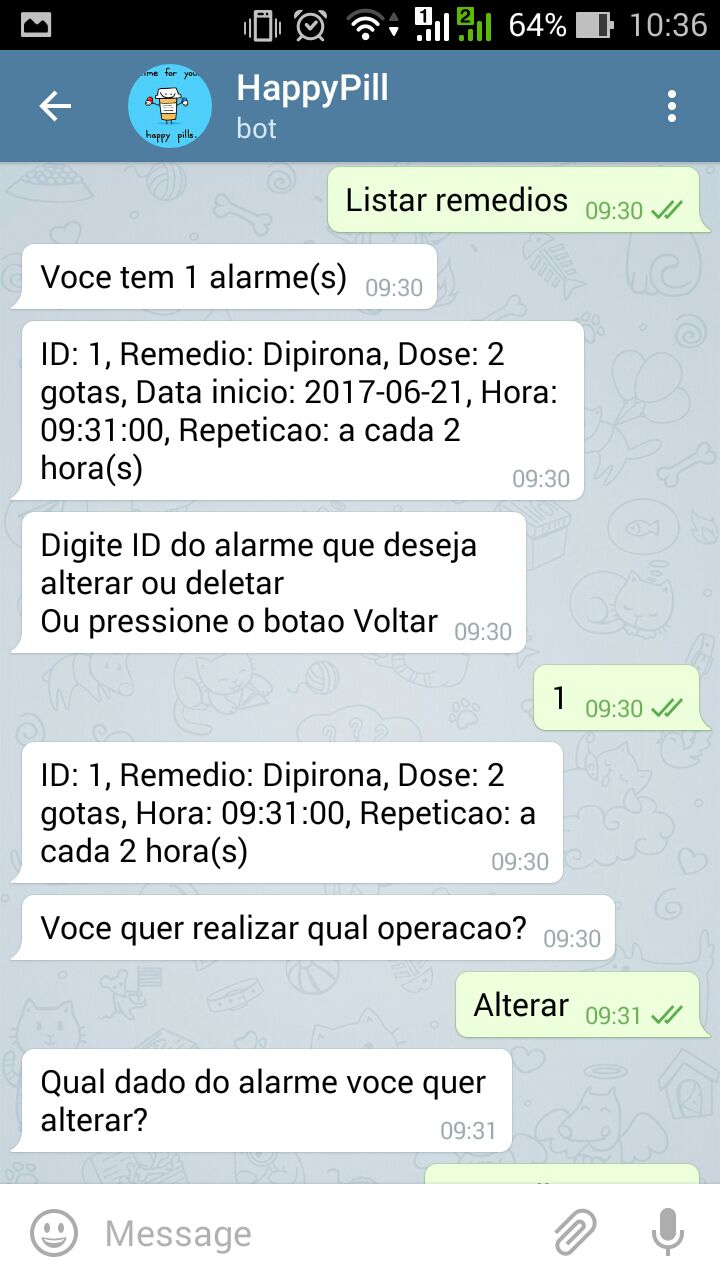 1 2 64% 10:36
ime for you
happy pills.
HappyPill
bot
Listar remedios 09:30
Voce tem 1 alarme(s) 09:30
ID: 1, Remedio: Dipirona, Dose: 2
gotas, Data inicio: 2017-06-21, Hora:
09:31:00, Repeticao: a cada 2
hora(s) 09:30
Digite ID do alarme que deseja
alterar ou deletar
Ou pressione o botao Voltar 09:30
1 09:30
ID: 1, Remedio: Dipirona, Dose: 2
gotas, Hora: 09:31:00, Repeticao: a
cada 2 hora(s) 09:30
Voce quer realizar qual operacao? 09:30
Alterar 09:31
Qual dado do alarme voce quer
alterar? 09:31
Message